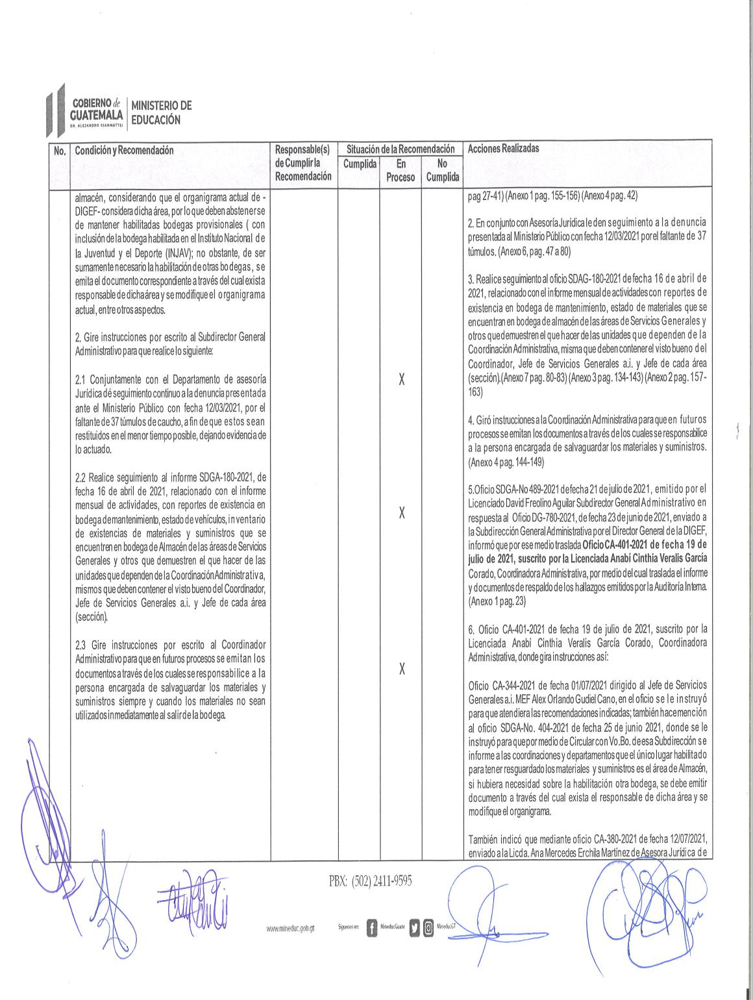 GOBIERNO de
GUATEMALA
DR. ALEJANDRO GIAMMATTEI
MINISTERIO DE
EDUCACIÓN
No.
Condición y Recomendación
Responsable(s)
de Cumplir la
Recomendación
Situación de la Recomendación
Cumplida
En
Proceso
No
Cumplida
Acciones Realizadas
almacén, considerando que el organigrama actual de -
DIGEF- considera dicha área, por lo que deben abstenerse
de mantener habilitadas bodegas provisionales ( con
inclusión de la bodega habilitada en el Instituto Nacional de
la Juventud y el Deporte (INJAV); no obstante, de ser
sumamente necesario la habilitación de otras bodegas, se
emita el documento correspondiente a través del cual exista
responsable de dicha área y se modifique el organigrama
actual, entre otros aspectos.
2. Gire instrucciones por escrito al Subdirector General
Administrativo para que realice lo siguiente:
2.1 Conjuntamente con el Departamento de asesoría
Jurídica dé seguimiento continuo a la denuncia presentada
ante el Ministerio Público con fecha 12/03/2021, por el
faltante de 37 túmulos de caucho, a fin de que estos sean
restituidos en el menor tiempo posible, dejando evidencia de
lo actuado.
X
2.2 Realice seguimiento al informe SDGA-180-2021, de
fecha 16 de abril de 2021, relacionado con el informe
mensual de actividades, con reportes de existencia en
bodega de mantenimiento, estado de vehículos, inventario
de existencias de materiales y suministros que se
encuentren en bodega de Almacén de las áreas de Servicios
Generales y otros que demuestren el que hacer de las
unidades que dependen de la Coordinación Administrativa,
mismos que deben contener el visto bueno del Coordinador,
Jefe de Servicios Generales a.i. y Jefe de cada área
(sección).
X
2.3 Gire instrucciones por escrito al Coordinador
Administrativo para que en futuros procesos se emitan los
documentos a través de los cuales se responsabilice a la
persona encargada de salvaguardar los materiales y
suministros siempre y cuando los materiales no sean
utilizados inmediatamente al salir de la bodega.
X
pag 27-41) (Anexo 1 pag. 155-156) (Anexo 4 pag. 42)
2. En conjunto con Asesoría Jurídica le den seguimiento a la denuncia
presentada al Ministerio Público con fecha 12/03/2021 por el faltante de 37
túmulos. (Anexo 6, pag. 47 a 80)
3. Realice seguimiento al oficio SDAG-180-2021 de fecha 16 de abril de
2021, relacionado con el informe mensual de actividades con reportes de
existencia en bodega de mantenimiento, estado de materiales que se
encuentran en bodega de almacén de las áreas de Servicios Generales y
otros que demuestren el que hacer de las unidades que dependen de la
Coordinación Administrativa, misma que deben contener el visto bueno del
Coordinador, Jefe de Servicios Generales a.i. y Jefe de cada área
(sección).(Anexo 7 pag. 80-83) (Anexo 3 pag. 134-143) (Anexo 2 pag. 157-
163)
4. Giró instrucciones a la Coordinación Administrativa para que en futuros
procesos se emitan los documentos a través de los cuales se responsabilice
a la persona encargada de salvaguardar los materiales y suministros.
(Anexo 4 pag. 144-149)
5.Oficio SDGA-No 489-2021 de fecha 21 de julio de 2021, emitido por el
Licenciado David Freolino Aguilar Subdirector General Administrativo en
respuesta al Oficio DG-780-2021, de fecha 23 de junio de 2021, enviado a
la Subdirección General Administrativa por el Director General de la DIGEF,
informó que por ese medio traslada Oficio CA-401-2021 de fecha 19 de
julio de 2021, suscrito por la Licenciada Anabí Cinthia Veralis García
Corado, Coordinadora Administrativa, por medio del cual traslada el informe
y documentos de respaldo de los hallazgos emitidos por la Auditoría Interna.
(Anexo 1 pag. 23)
6. Oficio CA-401-2021 de fecha 19 de julio de 2021, suscrito por la
Licenciada Anabí Cinthia Veralis García Corado, Coordinadora
Administrativa, donde gira instrucciones así:
Oficio CA-344-2021 de fecha 01/07/2021 dirigido al Jefe de Servicios
Generales a.i. MEF Alex Orlando Gudiel Cano, en el oficio se le instruyó
para que atendiera las recomendaciones indicadas; también hace mención
al oficio SDGA-No. 404-2021 de fecha 25 de junio 2021, donde se le
instruyó para que por medio de Circular con Vo.Bo. de esa Subdirección se
informe a las coordinaciones y departamentos que el único lugar habilitado
para tener resguardado los materiales y suministros es el área de Almacén,
si hubiera necesidad sobre la habilitación otra bodega, se debe emitir
documento a través del cual exista el responsable de dicha área y se
modifique el organigrama.
También indicó que mediante oficio CA-380-2021 de fecha 12/07/2021,
enviado a la Licda. Ana Mercedes Erchila Martínez de Asesora Jurídica de
PBX: (502) 2411-9595
www.mineduc.gob.gt
Síguenos en:
MineducGuate
MineducGT